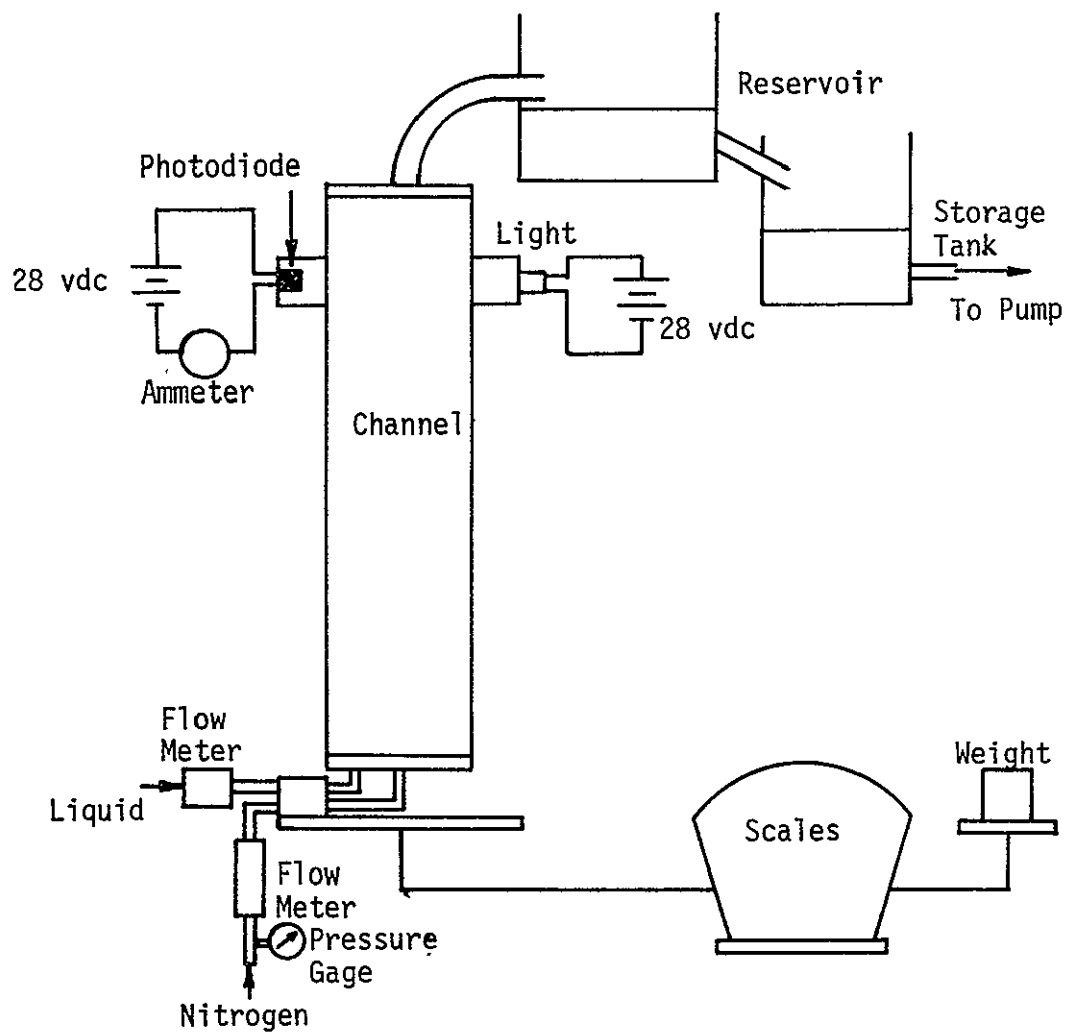 Reservoir
Photodiode
Storage
Tank
Light
28 vdc
To Pump
28 vdc
Ammeter
Channel
Flow
Meter
Weight
Liquid
Scales
Flow
Meter
Pressure
Gage
Nitrogen